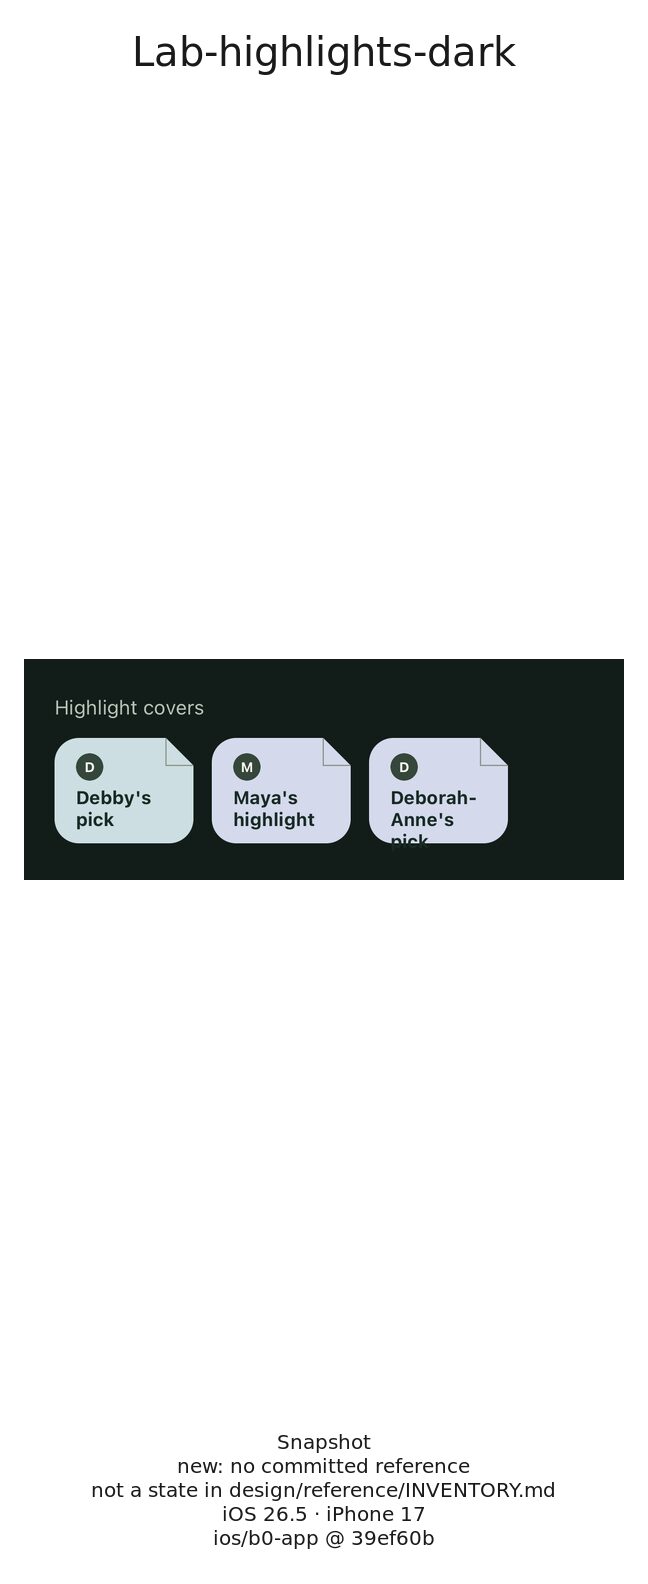 Lab-highlights-dark
Highlight covers
D
Debby's
pick
M
Maya's
highlight
D
Deborah-
Anne's
pick
Snapshot
new: no committed reference
not a state in design/reference/INVENTORY.md
iOS 26.5 · iPhone 17
ios/b0-app @ 39ef60b